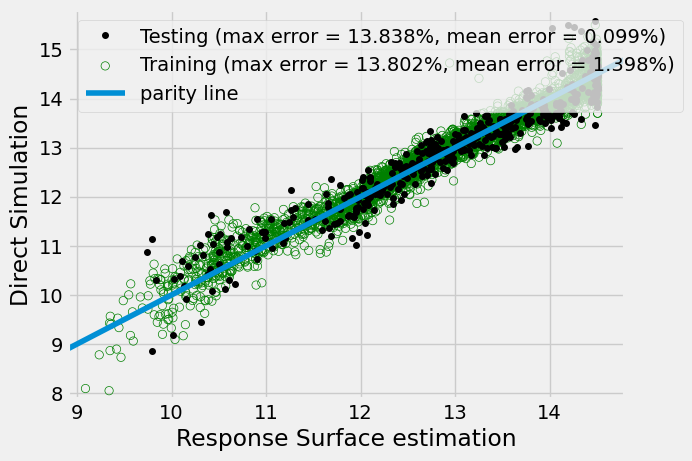 Testing (max error = 13.838%, mean error = 0.099%)
Training (max error = 13.802%, mean error = 1.398%)
parity line
Direct Simulation
15
14
13
12
11
10
9
8
9 10 11 12 13 14
Response Surface estimation